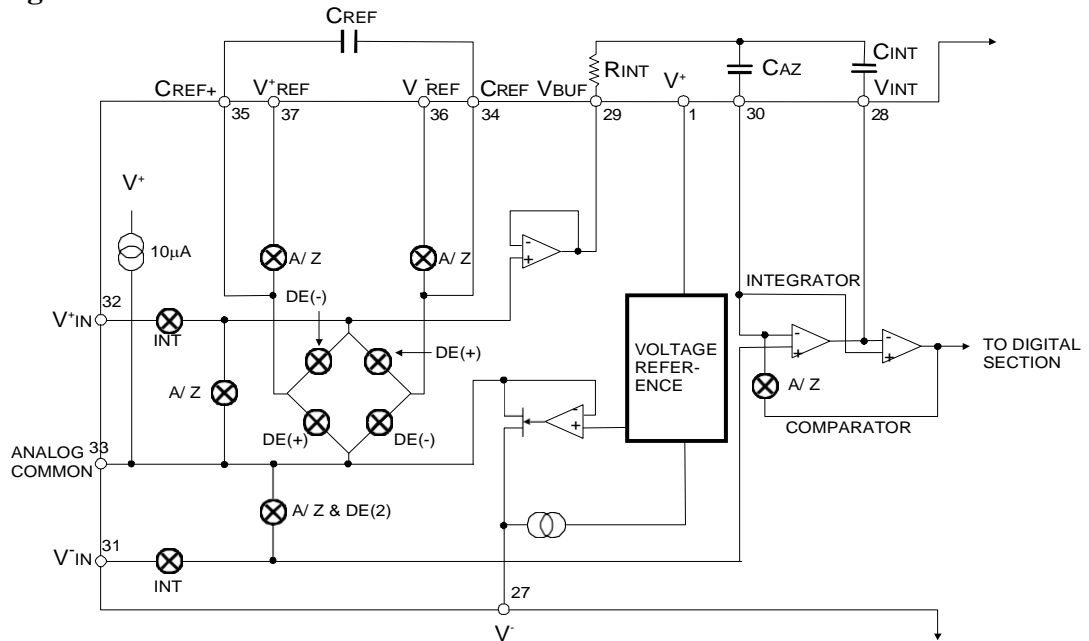 g
CREF
RINT
CAZ
CINT
CREF+
V+REF
V-REF
CREF
VBUF
V+
VINT
35
37
36
34
29
1
30
28
V+
10µA
A/ Z
A/ Z
DE(-)
32
V+IN
INT
DE(+)
INTEGRATOR
VOLTAGE
REFER-
ENCE
TO DIGITAL
SECTION
A/ Z
A/ Z
COMPARATOR
DE(+)
DE(-)
33
ANALOG
COMMON
A/ Z & DE(2)
31
V-IN
INT
27
V-
-
+
-
+
-
+
-
+